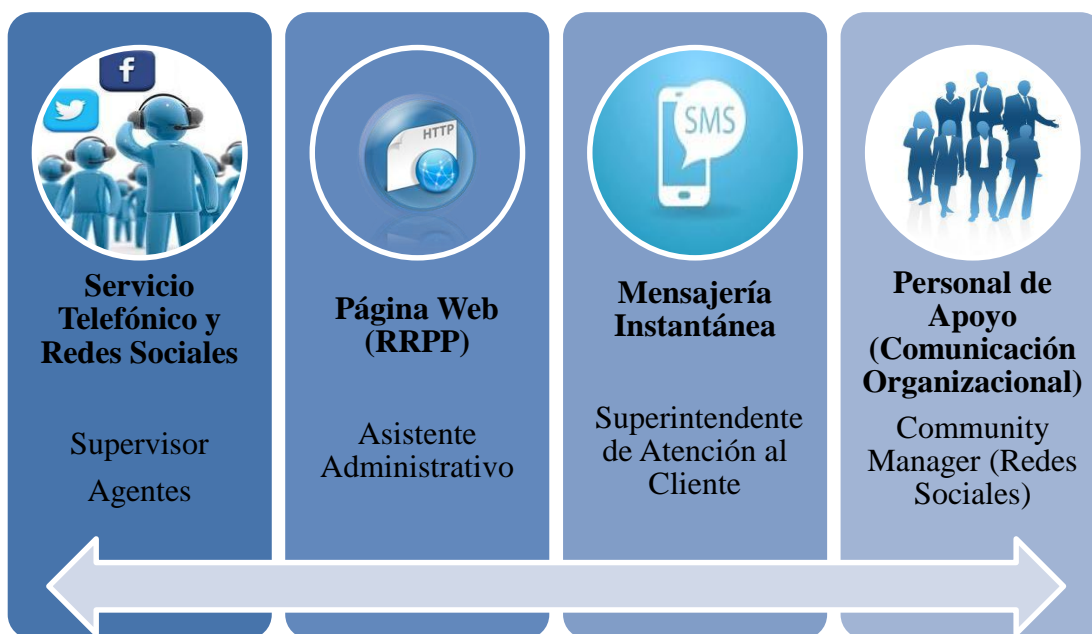 f
Servicio
Telefónico y
Redes Sociales
Supervisor
Agentes
HTTP
Página Web
(RRPP)
Asistente
Administrativo
SMS
Mensajería
Instantánea
Superintendente
de Atención al
Cliente
Personal de
Apoyo
(Comunicación
Organizacional)
Community
Manager (Redes
Sociales)